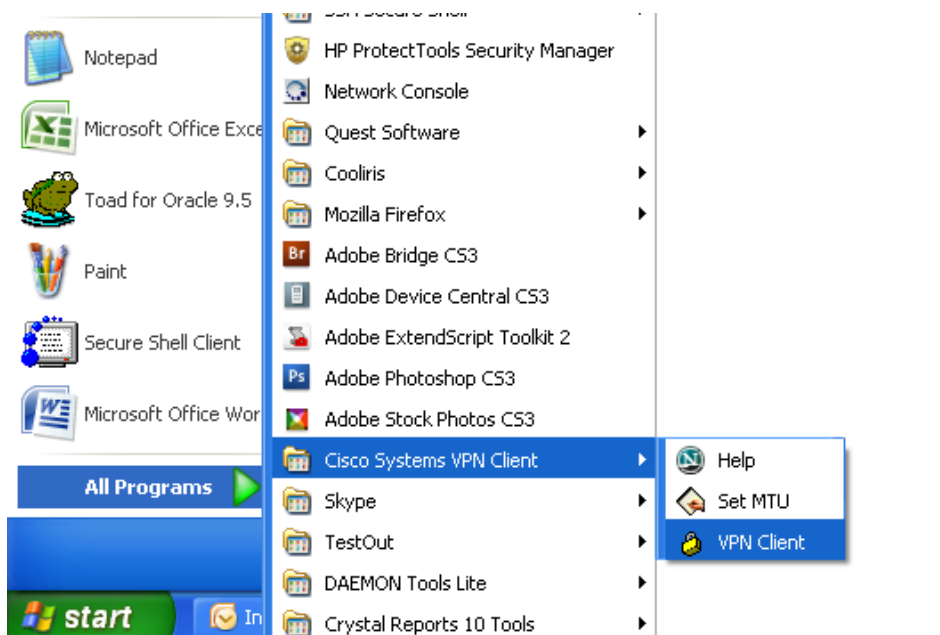 Notepad
Microsoft Office Exce
Toad for Oracle 9.5
Paint
Secure Shell Client
Microsoft Office Wor
All Programs
start
In
HP ProtectTools Security Manager
Network Console
Quest Software
Cooliris
Mozilla Firefox
Br Adobe Bridge CS3
Adobe Device Central CS3
Adobe ExtendScript Toolkit 2
Ps Adobe Photoshop CS3
Adobe Stock Photos CS3
Cisco Systems VPN Client
Skype
TestOut
DAEMON Tools Lite
Crystal Reports 10 Tools
Help
Set MTU
VPN Client